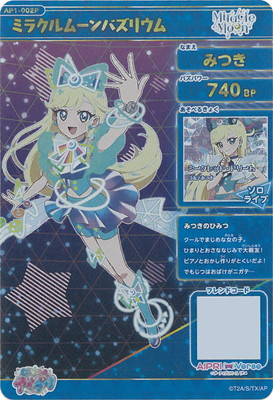 AP1-002P
Miracle Moon
ミラクルムーンバズリウム
なまえ
みつき
バズパワー
740BP
あそべるきょく
ソロ
ライブ
みつきのひみつ
クールでまじめな女の子。
ひまりとおさななじみで大親友!
ピアノとおかし作りがとくいだよ!
でもじつはおばけがニガテ…
フレンドコード
AIPRI Verse
©T2A/S/TX/AP